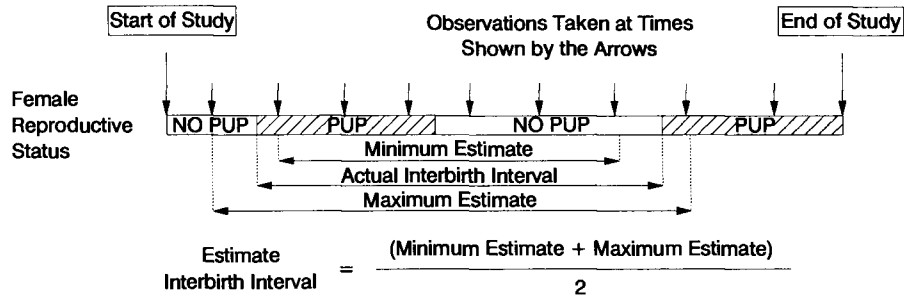 Start of Study
Observations Taken at Times
Shown by the Arrows
End of Study
Female
Reproductive
Status
NO PUP
PUP
NO PUP
PUP
Minimum Estimate
Actual Interbirth Interval
Maximum Estimate
Estimate
Interbirth Interval
=
(Minimum Estimate + Maximum Estimate)
2